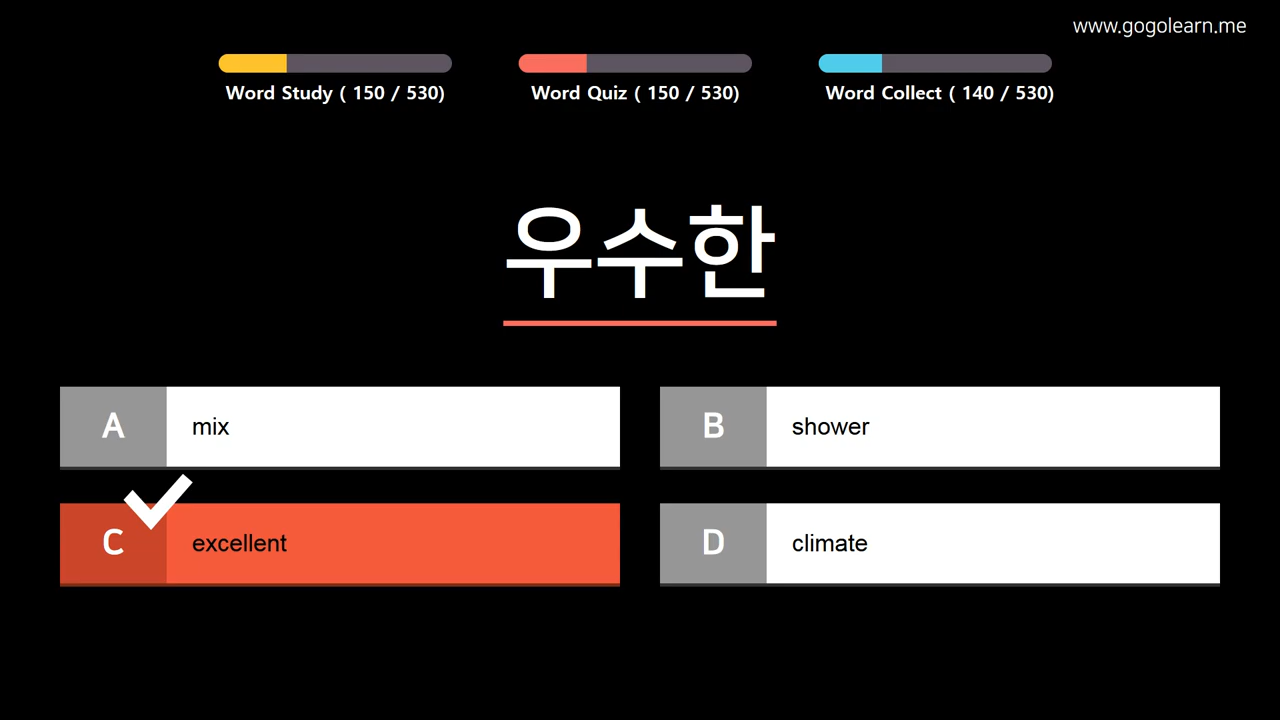 www.gogolearn.me
Word Study ( 150 / 530)
Word Quiz ( 150 / 530)
Word Collect ( 140 / 530)
우수한
A
mix
B
shower
C
excellent
D
climate